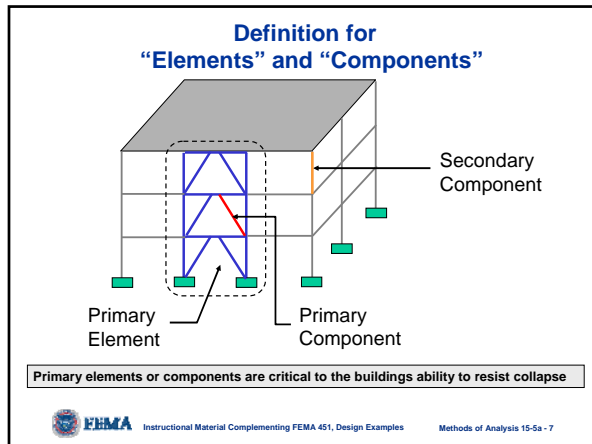 Definition for
“Elements” and “Components”
Secondary
Component
Primary
Element
Primary
Component
Primary elements or components are critical to the buildings ability to resist collapse
FEMA
Instructional Material Complementing FEMA 451, Design Examples
Methods of Analysis 15-5a - 7